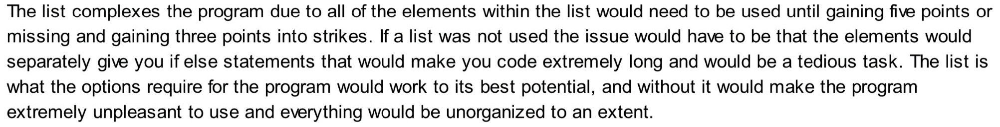 The list complexes the program due to all of the elements within the list would need to be used until gaining five points or
missing and gaining three points into strikes. If a list was not used the issue would have to be that the elements would
separately give you if else statements that would make you code extremely long and would be a tedious task. The list is
what the options require for the program would work to its best potential, and without it would make the program
extremely unpleasant to use and everything would be unorganized to an extent.